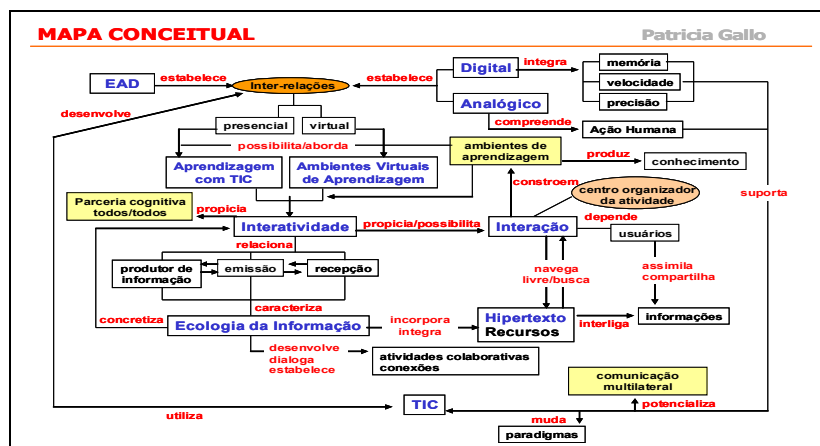 MAPA CONCEITUAL
Patricia Gallo
EAD
estabelece
Inter-relações
estabelece
Digital
integra
memória
velocidade
precisão
desenvolve
Analógico
compreende
Ação Humana
presencial
virtual
possibilita/aborda
ambientes de
aprendizagem
produz
conhecimento
Aprendizagem
com TIC
Ambientes Virtuais
de Aprendizagem
constroem
centro organizador
da atividade
suporta
Parceria cognitiva
todos/todos
propicia
Interatividade
propicia/possibilita
Interação
depende
usuários
relaciona
produtor de
informação
emissão
recepção
navega
livre/busca
assimila
compartilha
caracteriza
concretiza
Ecologia da Informação
incorpora
integra
Hipertexto
Recursos
interliga
informações
desenvolve
dialoga
estabelece
atividades colaborativas
conexões
comunicação
multilateral
utiliza
TIC
potencializa
muda
paradigmas